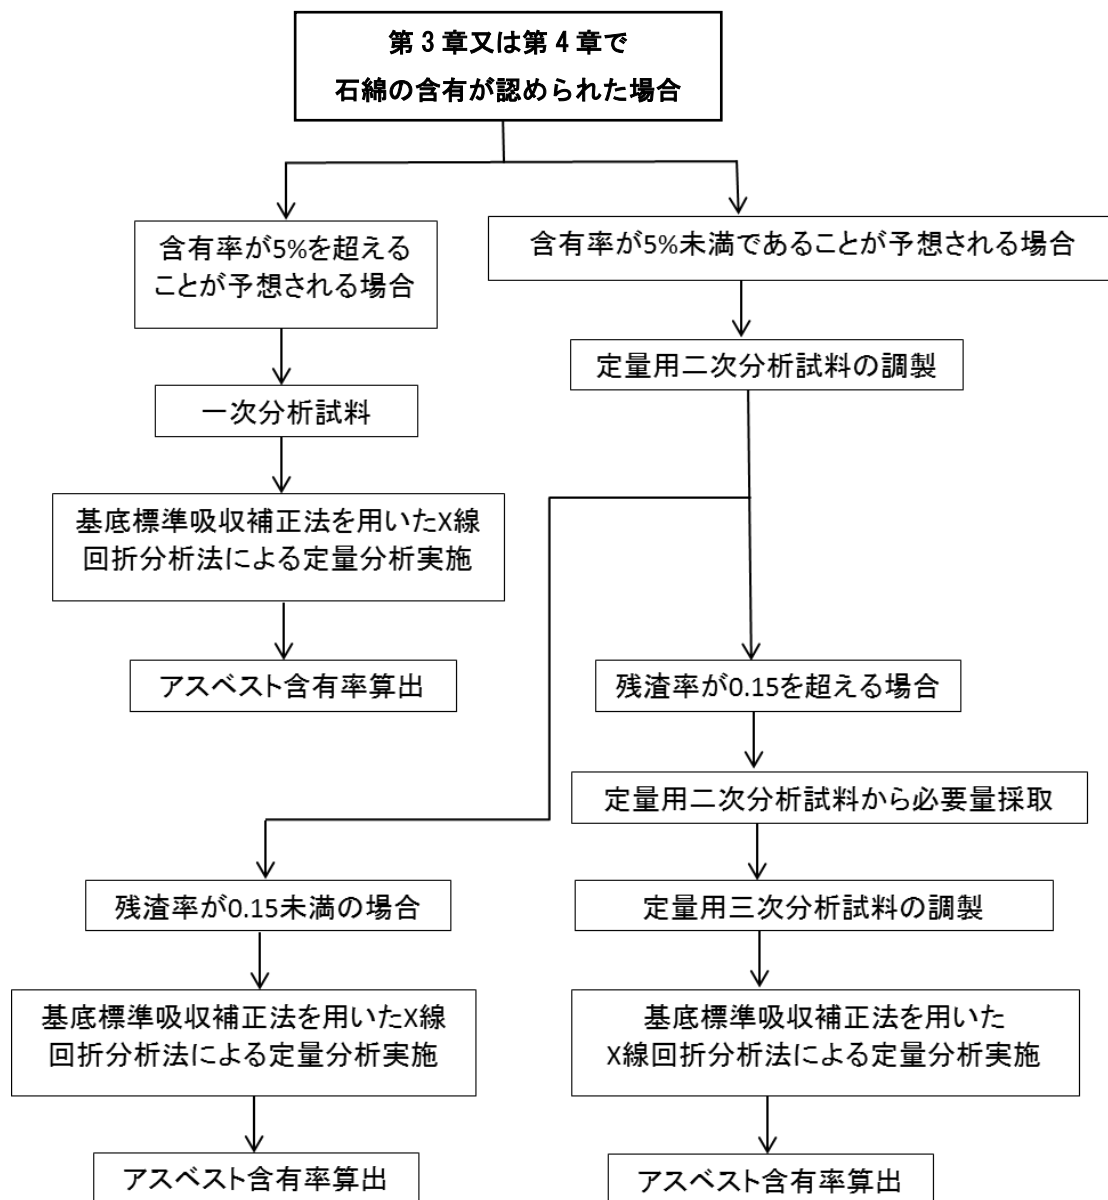 第3章又は第4章で
石綿の含有が認められた場合
含有率が5%を超える
ことが予想される場合
含有率が5%未満であることが予想される場合
定量用二次分析試料の調製
一次分析試料
基底標準吸収補正法を用いたX線
回折分析法による定量分析実施
アスベスト含有率算出
残渣率が0.15を超える場合
定量用二次分析試料から必要量採取
残渣率が0.15未満の場合
定量用三次分析試料の調製
基底標準吸収補正法を用いたX線
回折分析法による定量分析実施
基底標準吸収補正法を用いた
X線回折分析法による定量分析実施
アスベスト含有率算出
アスベスト含有率算出